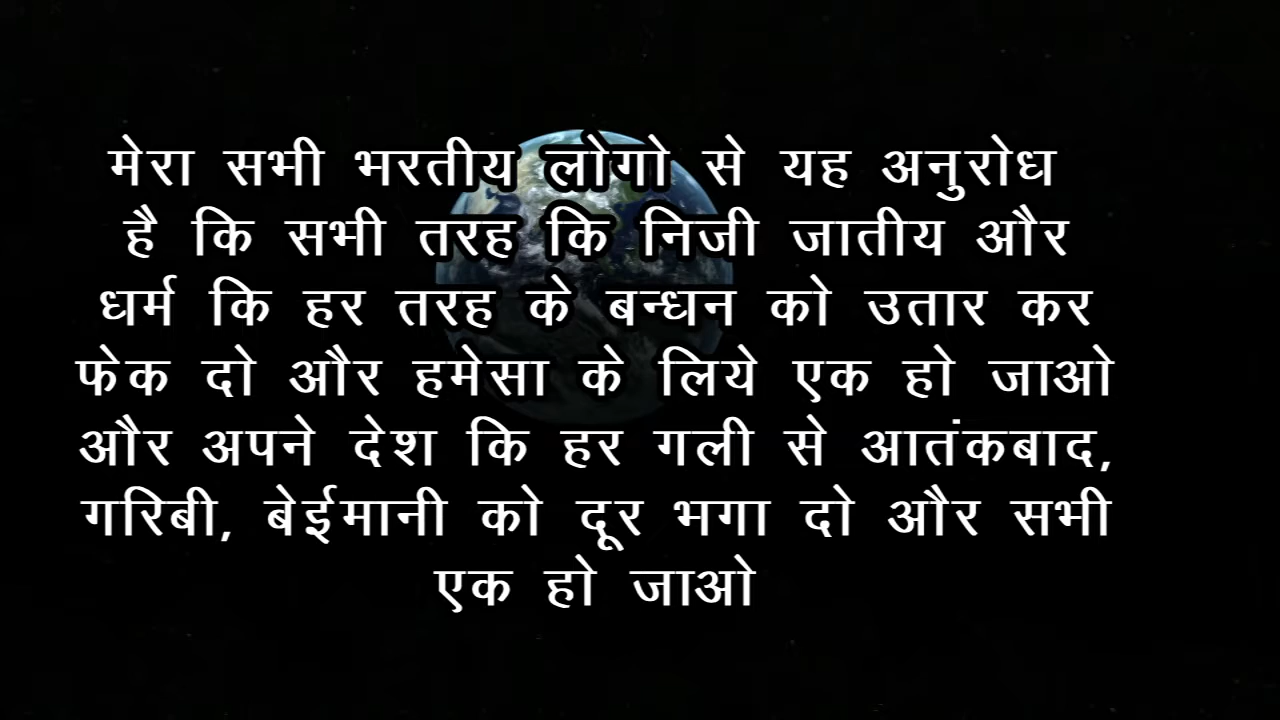 मेरा सभी भरतीय लोगो से यह अनुरोध
है कि सभी तरह कि निजी जातीय और
धर्म कि हर तरह के बन्धन को उतार कर
फेक दो और हमेसा के लिये एक हो जाओ
और अपने देश कि हर गली से आतंकबाद,
गरिबी, बेईमानी को दूर भगा दो और सभी
एक हो जाओ